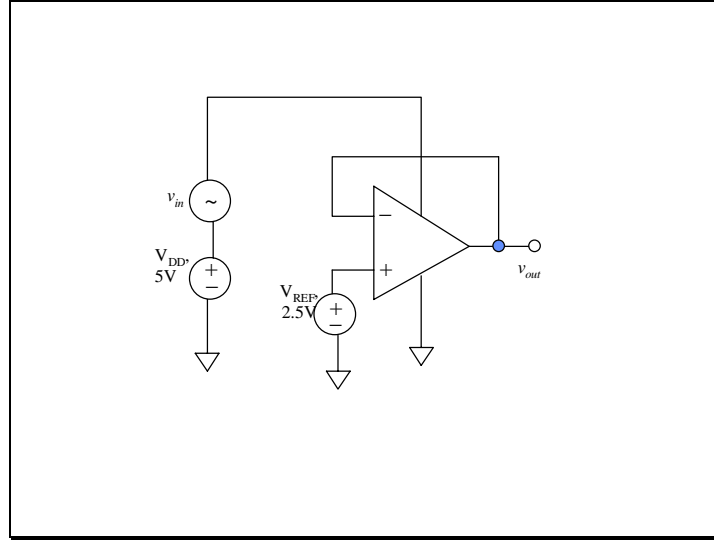 v_in ~
V_DD,
5V
+
−
V_REF,
2.5V
+
−
−
+
v_out